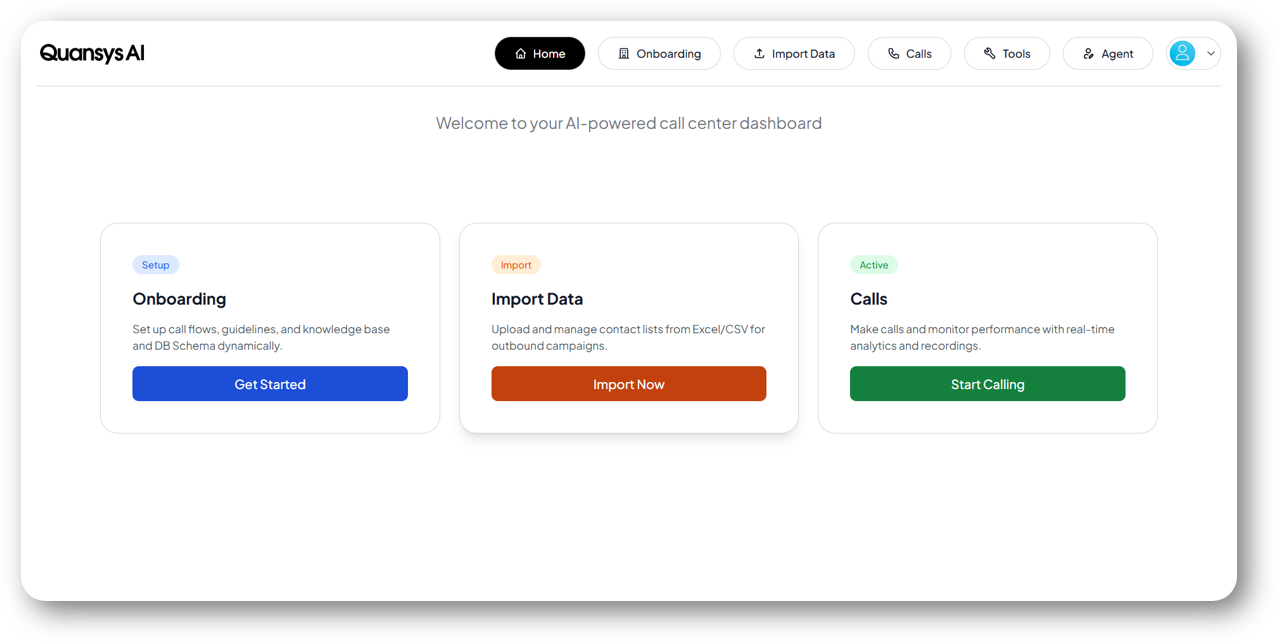 Quansys AI
Home
Onboarding
Import Data
Calls
Tools
Agent
Welcome to your AI-powered call center dashboard
Setup
Onboarding
Set up call flows, guidelines, and knowledge base
and DB Schema dynamically.
Get Started
Import
Import Data
Upload and manage contact lists from Excel/CSV for
outbound campaigns.
Import Now
Active
Calls
Make calls and monitor performance with real-time
analytics and recordings.
Start Calling